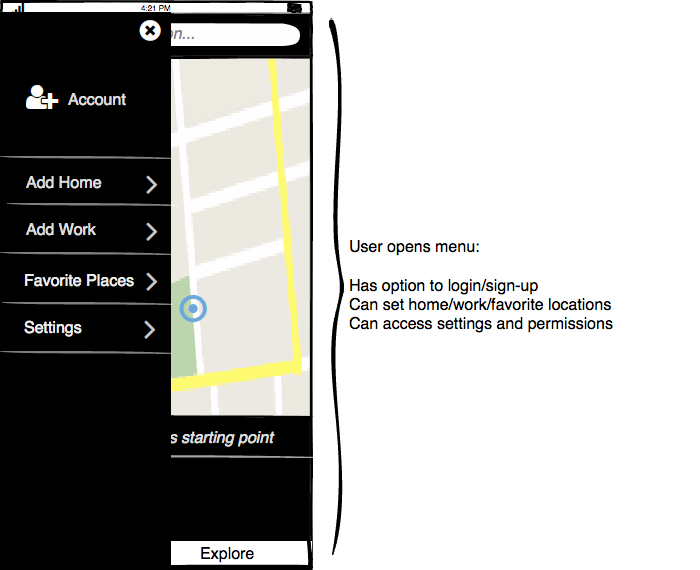 4:21 PM
on...
Account
Add Home
Add Work
Favorite Places
Settings
s starting point
Explore
User opens menu:
Has option to login/sign-up
Can set home/work/favorite locations
Can access settings and permissions